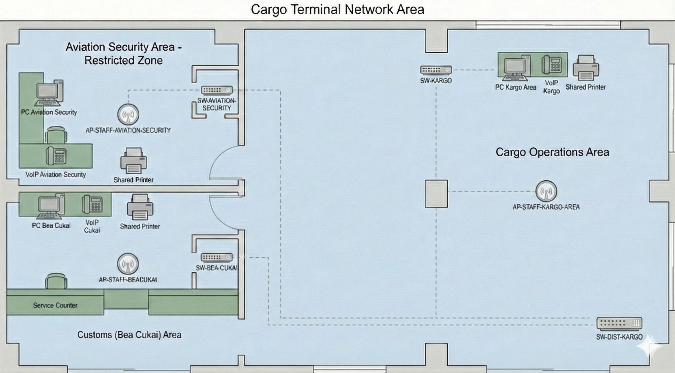 Cargo Terminal Network Area
Aviation Security Area -
Restricted Zone
PC Aviation Security
SW-AVIATION-
SECURITY
AP-STAFF-AVIATION-SECURITY
VoIP Aviation Security
Shared Printer
SW-KARGO
PC Kargo Area
VoIP
Kargo
Shared Printer
Cargo Operations Area
AP-STAFF-KARGO-AREA
PC Bea Cukai
VoIP
Cukai
Shared Printer
SW-BEA-CUKAI
AP-STAFF-BEACUKAI
Service Counter
Customs (Bea Cukai) Area
SW-DIST-KARGO